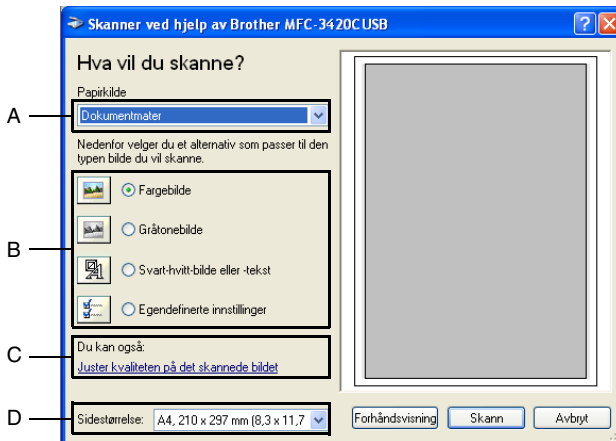 Skanner ved hjelp av Brother MFC-3420CUSB
Hva vil du skanne?
Papirkilde
A
Dokumentmater
Nedenfor velger du et alternativ som passer til den
typen bilde du vil skanne.
Fargebilde
Gråtonebilde
B
Svart-hvitt-bilde eller -tekst
Egendefinerte innstillinger
Du kan også:
C
Juster kvaliteten på det skannede bildet
D
Sidestørrelse: A4, 210 x 297 mm (8,3 x 11,7
Forhåndsvisning Skann Avbryt